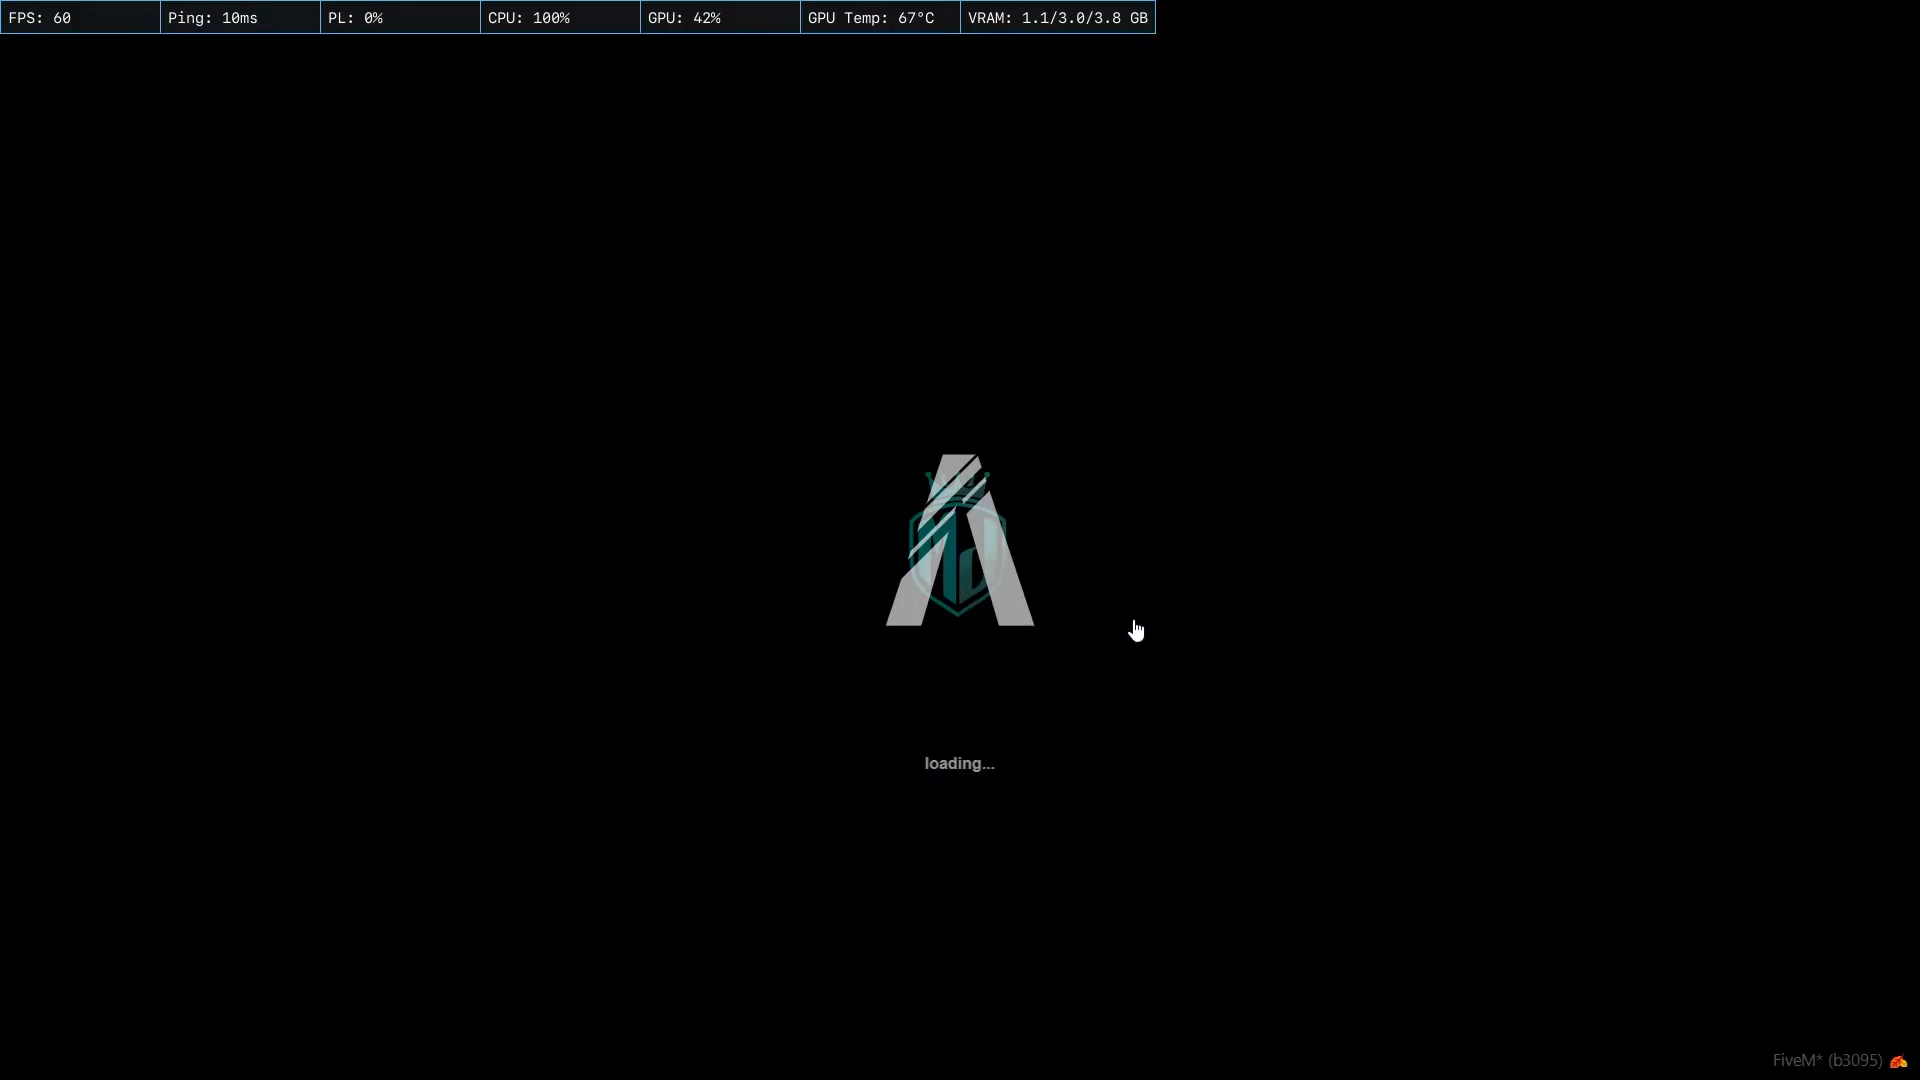 FPS: 60 Ping: 10ms PL: 0% CPU: 100% GPU: 42% GPU Temp: 67°C VRAM: 1.1/3.0/3.8 GB
MD
loading...
FiveM* (b3095)